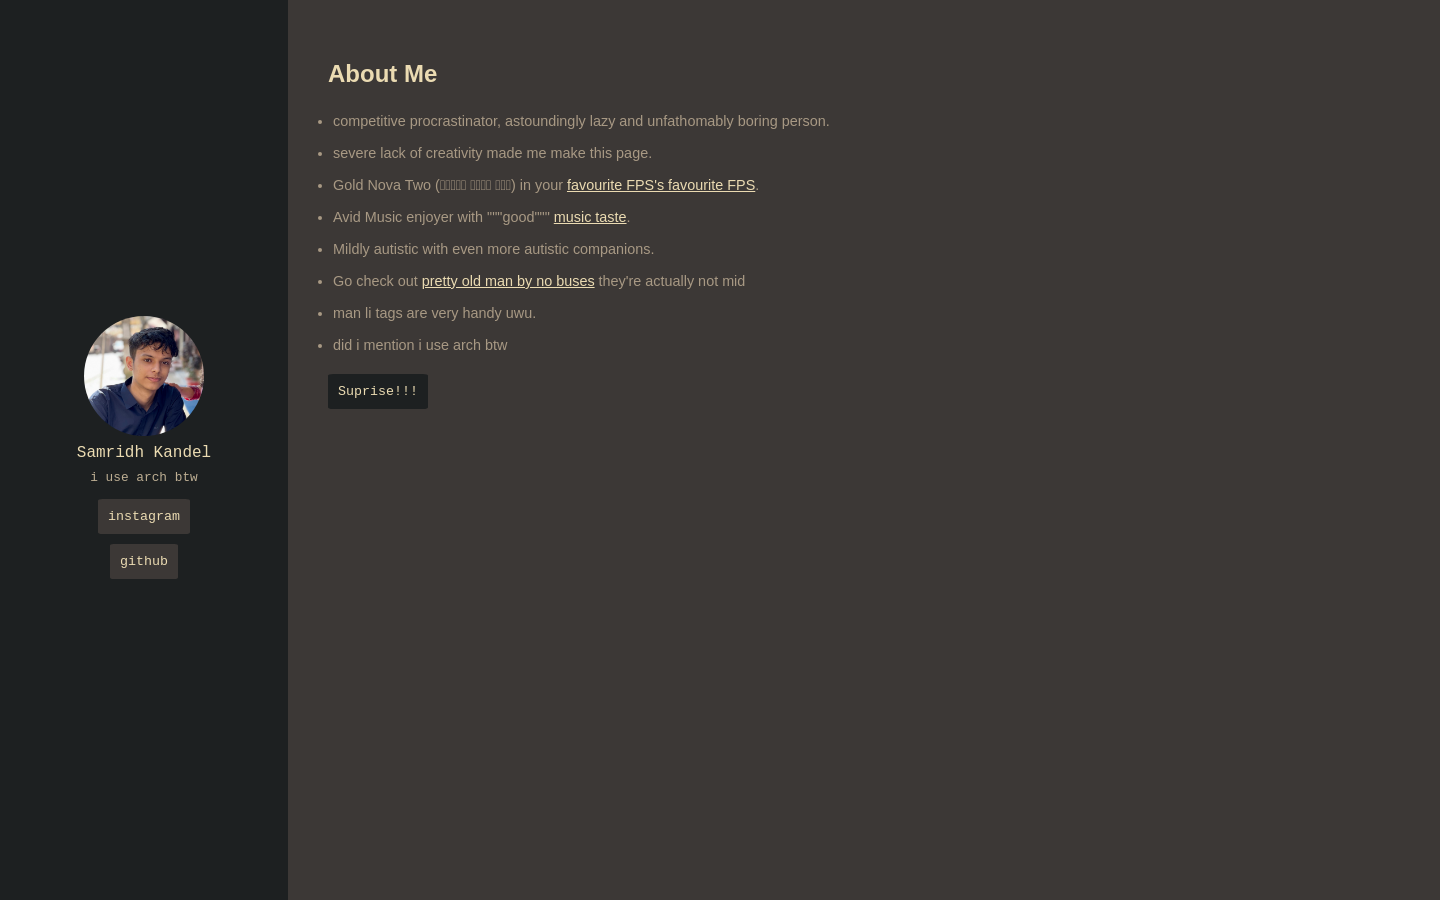 Samridh Kandel
i use arch btw
instagram
github
About Me
competitive procrastinator, astoundingly lazy and unfathomably boring person.
severe lack of creativity made me make this page.
Gold Nova Two () in your favourite FPS's favourite FPS.
Avid Music enjoyer with """good""" music taste.
Mildly autistic with even more autistic companions.
Go check out pretty old man by no buses they're actually not mid
man li tags are very handy uwu.
did i mention i use arch btw
Suprise!!!